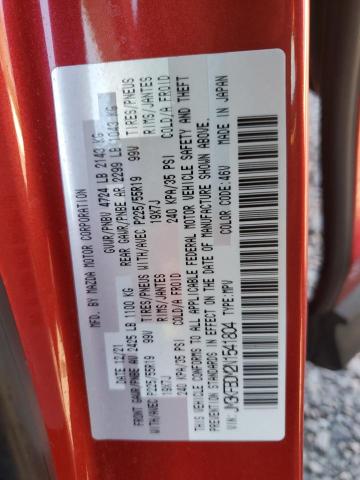 MFD. BY MAZDA MOTOR CORPORATION
12/21 GVWR/PNBV 4724 LB 2143 KG
FRONT GAWR/PNBE AV 2425 LB 1100 KG REAR GAWR/PNBE AR 2299 LB 1043 KG
WITH/AVEC P225/55R19 99V TIRES/PNEUS WITH/AVEC P225/55R19 99V TIRES/PNEUS
19X7J RIMS/JANTES 19X7J RIMS/JANTES
240 KPA/35 PSI COLD/A FROID 240 KPA/35 PSI COLD/A FROID
THIS VEHICLE CONFORMS TO ALL APPLICABLE FEDERAL MOTOR VEHICLE SAFETY AND THEFT
PREVENTION STANDARDS IN EFFECT ON THE DATE OF MANUFACTURE SHOWN ABOVE.
COLOR CODE:46V MADE IN JAPAN
VIN: TYPE:MPV